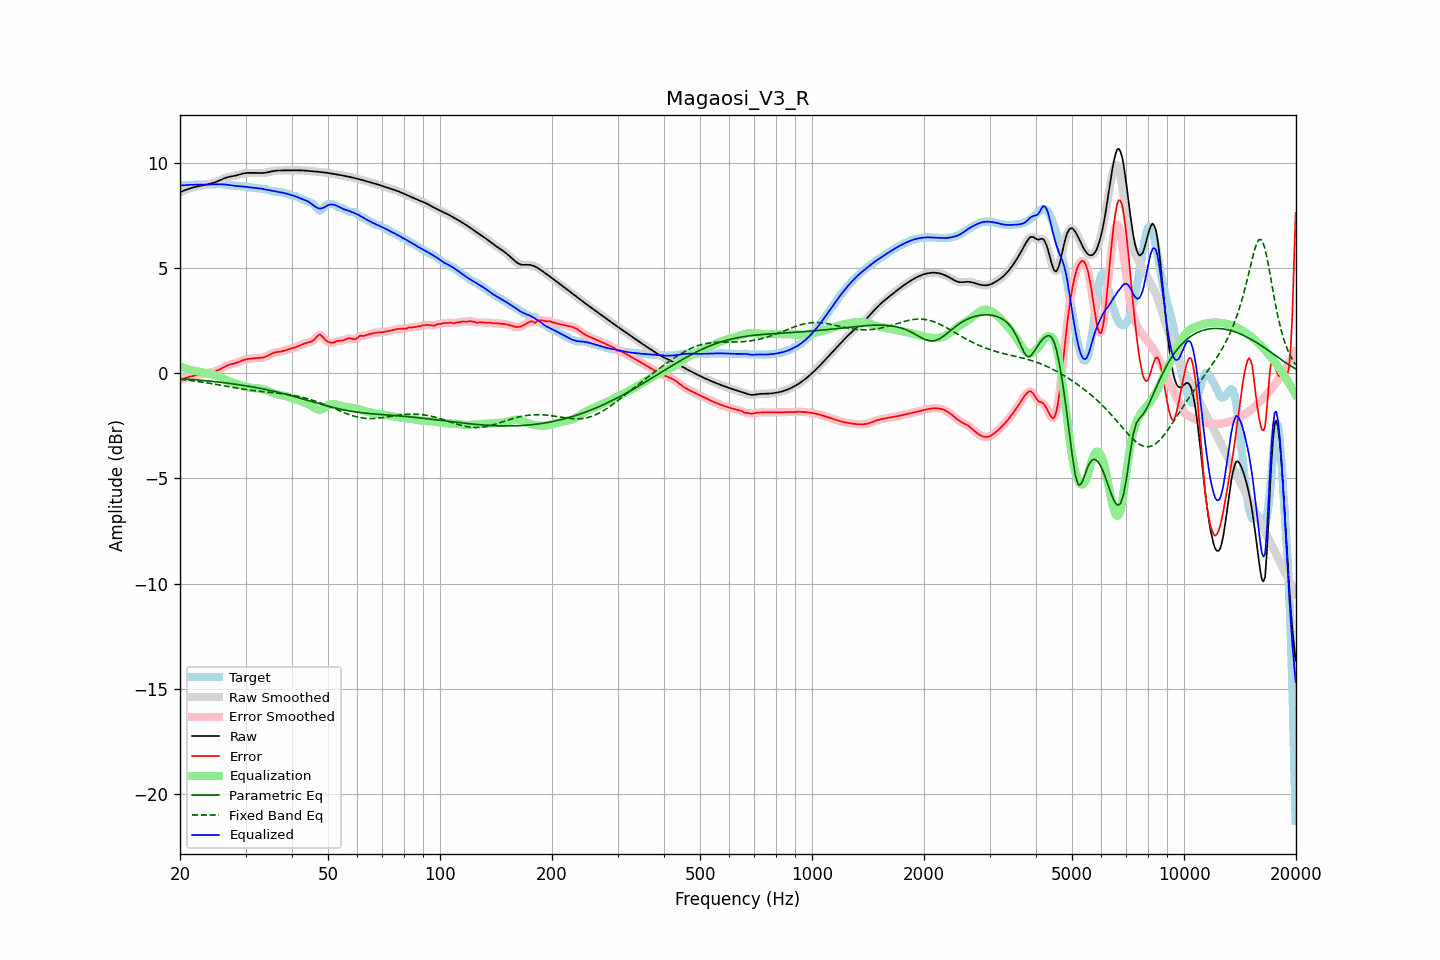 Magaosi_V3_R
Amplitude (dBr)
10
5
0
−5
−10
−15
−20
Target
Raw Smoothed
Error Smoothed
Raw
Error
Equalization
Parametric Eq
Fixed Band Eq
Equalized
20 50 100 200 500 1000 2000 5000 10000 20000
Frequency (Hz)